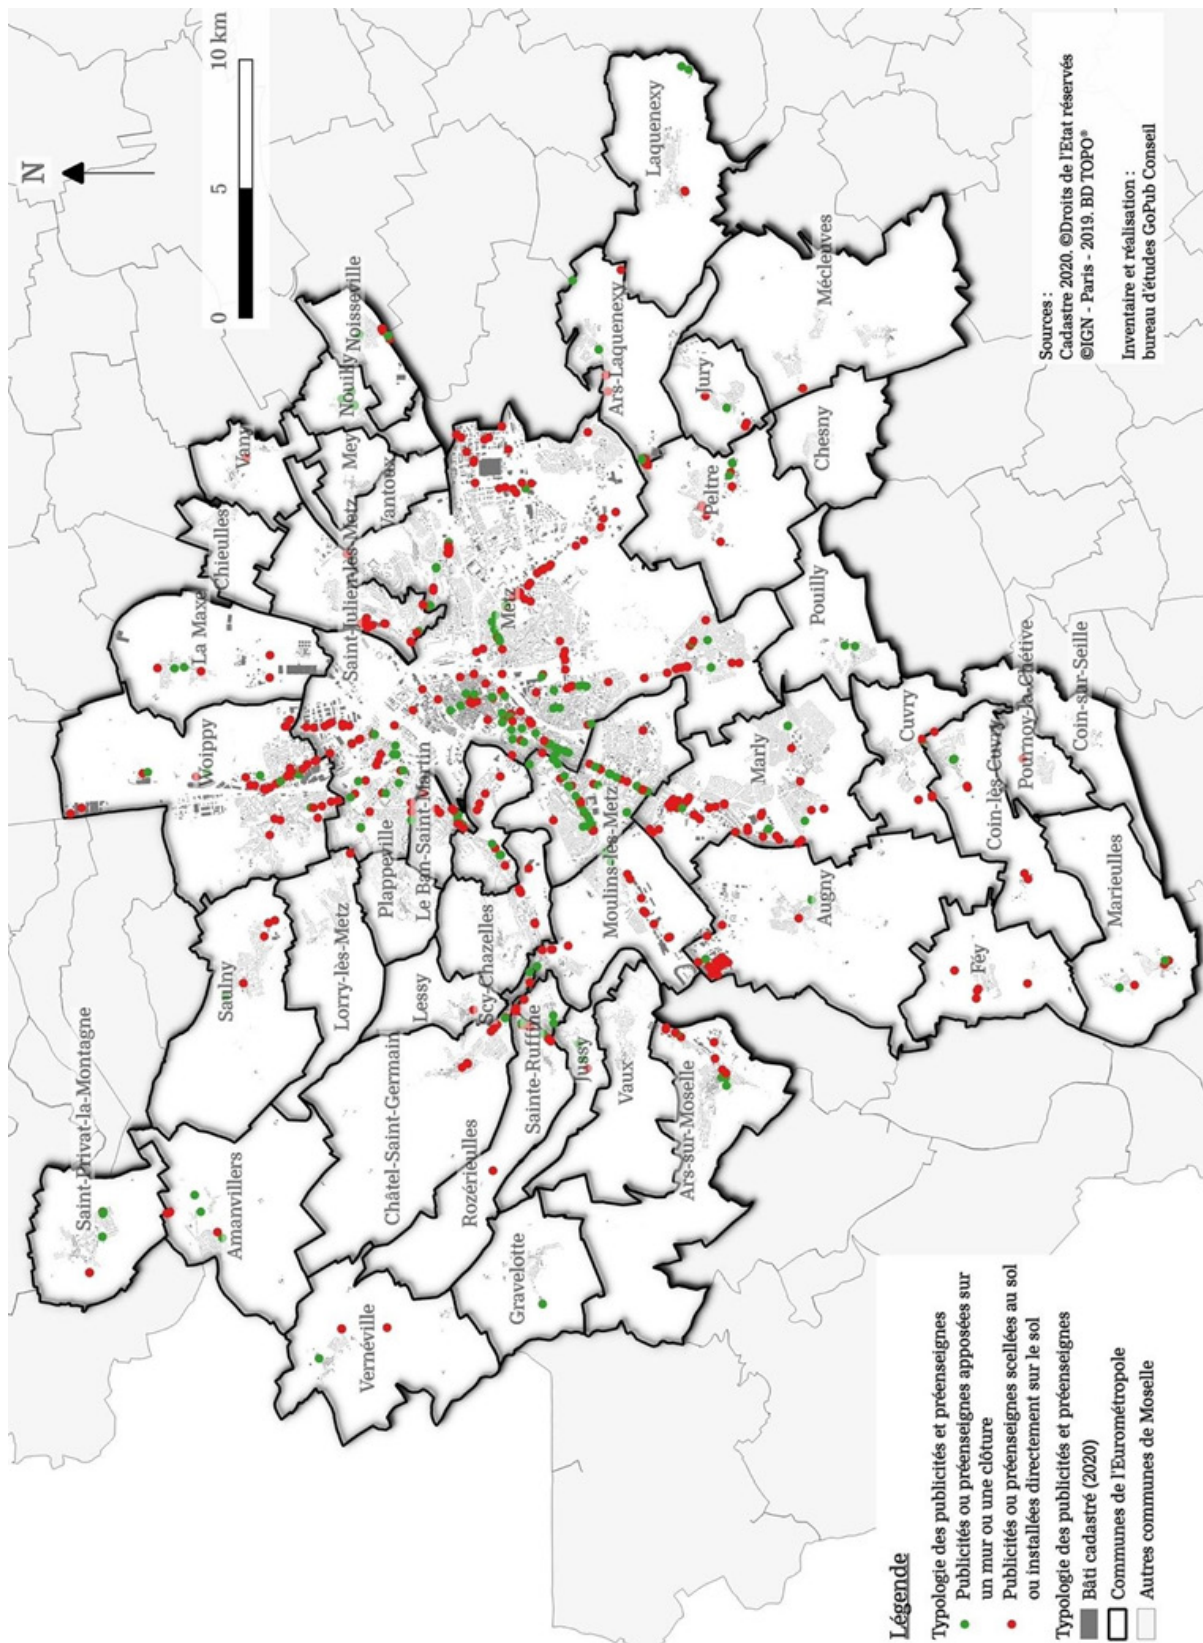 N
0 5 10 km
Saint-Privat-la-Montagne
Amanvillers
Vernéville
Gravelotte
Saulny
Lorry-lès-Metz
Châtel-Saint-Germain
Lessy
Rozérieulles
Scy-Chazelles
Sainte-Ruffine
Jussy
Vaux
Ars-sur-Moselle
Plappeville
Le Ban-Saint-Martin
Woippy
La Maxe
Chieulles
Vany
Saint-Julien-lès-Metz
Mey
Vantoux
Nouilly
Noisseville
Metz
Moulins-lès-Metz
Augny
Marly
Féy
Marieulles
Coin-lès-Cuvry
Cuvry
Pournoy-la-Chétive
Coin-sur-Seille
Pouilly
Peltre
Chesny
Jury
Mécleuves
Ars-Laquenexy
Laquenexy
Légende
Typologie des publicités et préenseignes
Publicités ou préenseignes apposées sur
un mur ou une clôture
Publicités ou préenseignes scellées au sol
ou installées directement sur le sol
Typologie des publicités et préenseignes
Bâti cadastré (2020)
Communes de l'Eurométropole
Autres communes de Moselle
Sources :
Cadastre 2020. ©Droits de l'Etat réservés
©IGN - Paris - 2019. BD TOPO®
Inventaire et réalisation :
bureau d'études GoPub Conseil